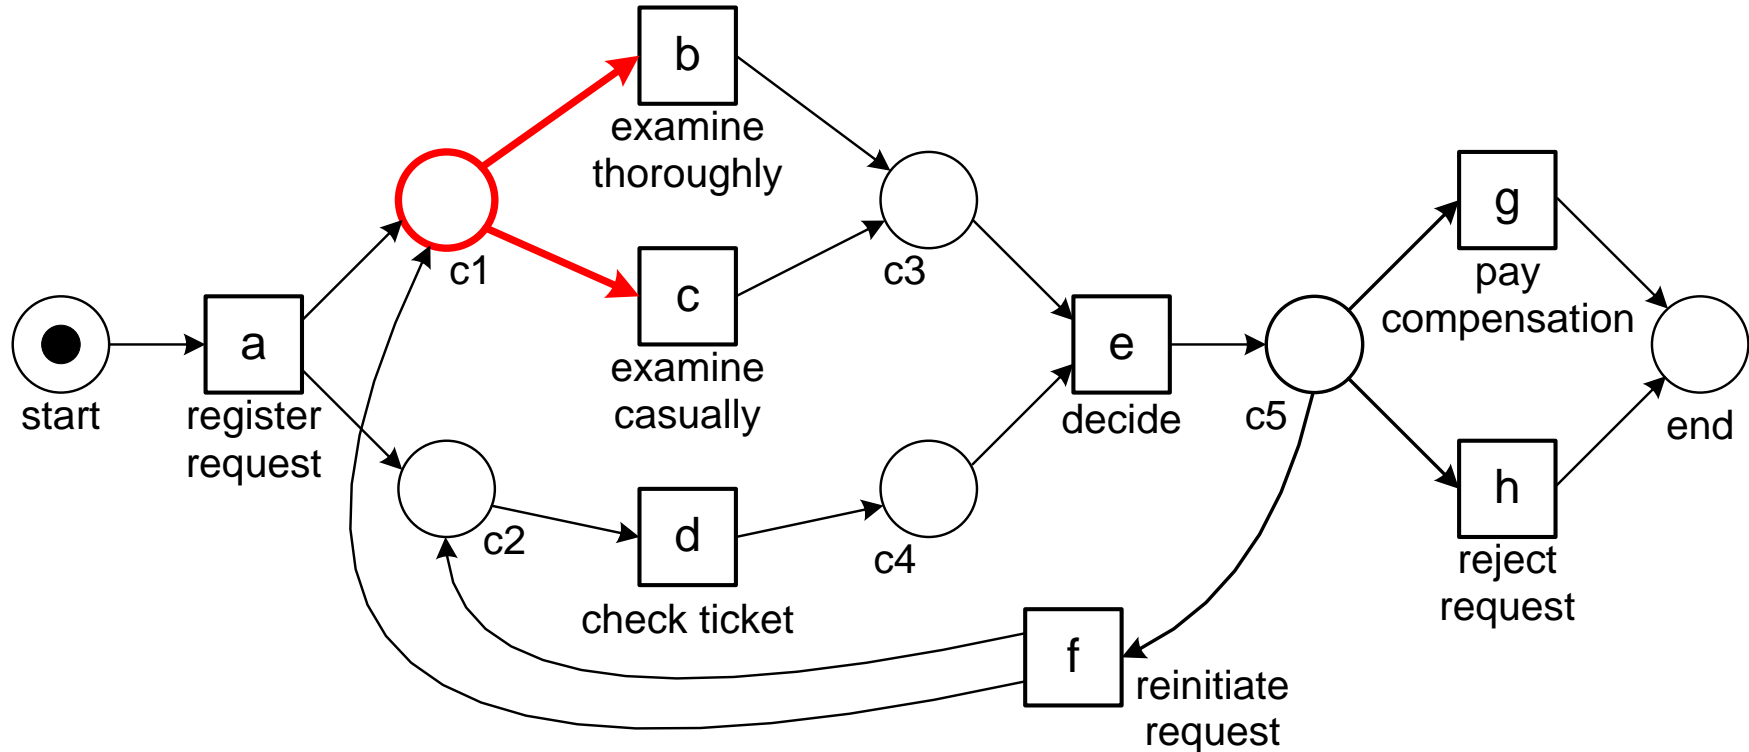 b
examine
thoroughly
c1
c3
g
pay
compensation
c
examine
casually
start
a
register
request
e
decide
c5
end
c2
d
check ticket
c4
h
reject
request
f
reinitiate
request